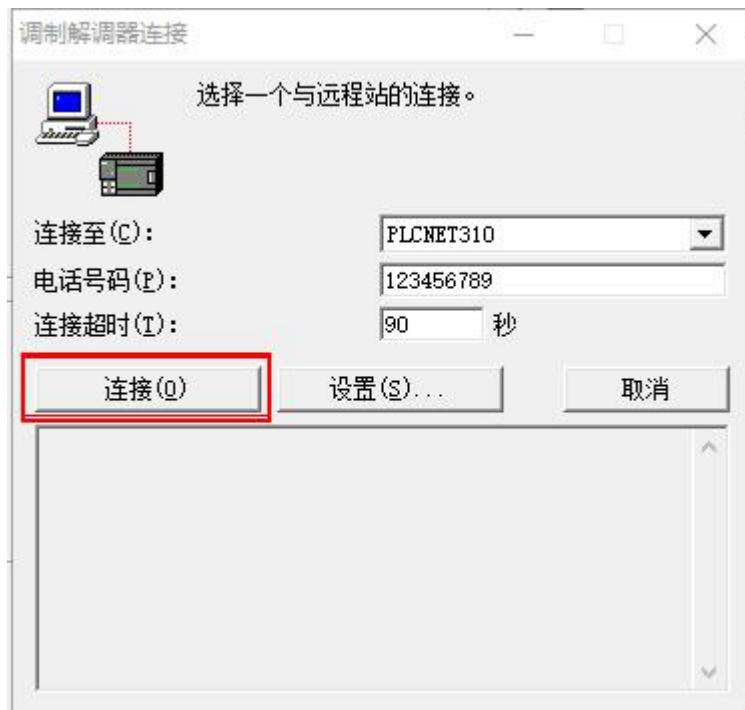 调制解调器连接
选择一个与远程站的连接。
连接至(C): PLCNET310
电话号码(P): 123456789
连接超时(T): 90 秒
连接(O) 设置(S)... 取消